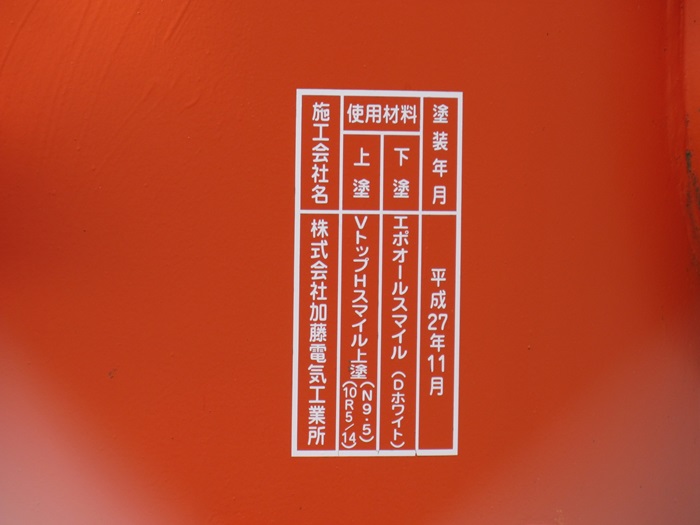 塗装年月
平成27年11月
使用材料
下塗
エポオールスマイル(Dホワイト)
上塗
VトップHスマイル上塗(N9.5)
(10R5/14)
施工会社名
株式会社加藤電気工業所